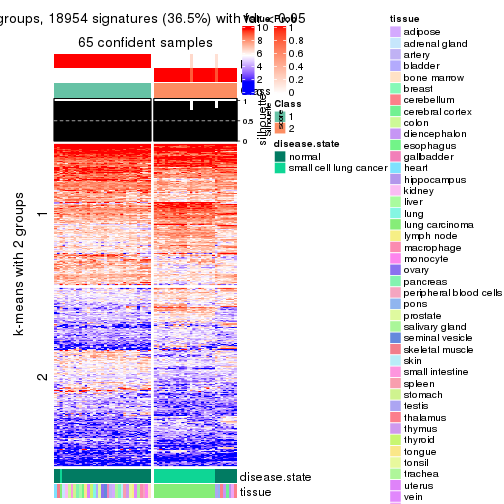 groups, 18954 signatures (36.5%) with fdr < 0.05
65 confident samples
Class
silhouette
1
0.5
0
k-means with 2 groups
1
2
disease.state
tissue
Value
10
8
6
4
2
0
Prob
1
0.8
0.6
0.4
0.2
0
Class
1
2
disease.state
normal
small cell lung cancer
tissue
adipose
adrenal gland
artery
bladder
bone marrow
breast
cerebellum
cerebral cortex
colon
diencephalon
esophagus
gallbladder
heart
hippocampus
kidney
liver
lung
lung carcinoma
lymph node
macrophage
monocyte
ovary
pancreas
peripheral blood cells
pons
prostate
salivary gland
seminal vesicle
skeletal muscle
skin
small intestine
spleen
stomach
testis
thalamus
thymus
thyroid
tongue
tonsil
trachea
uterus
vein